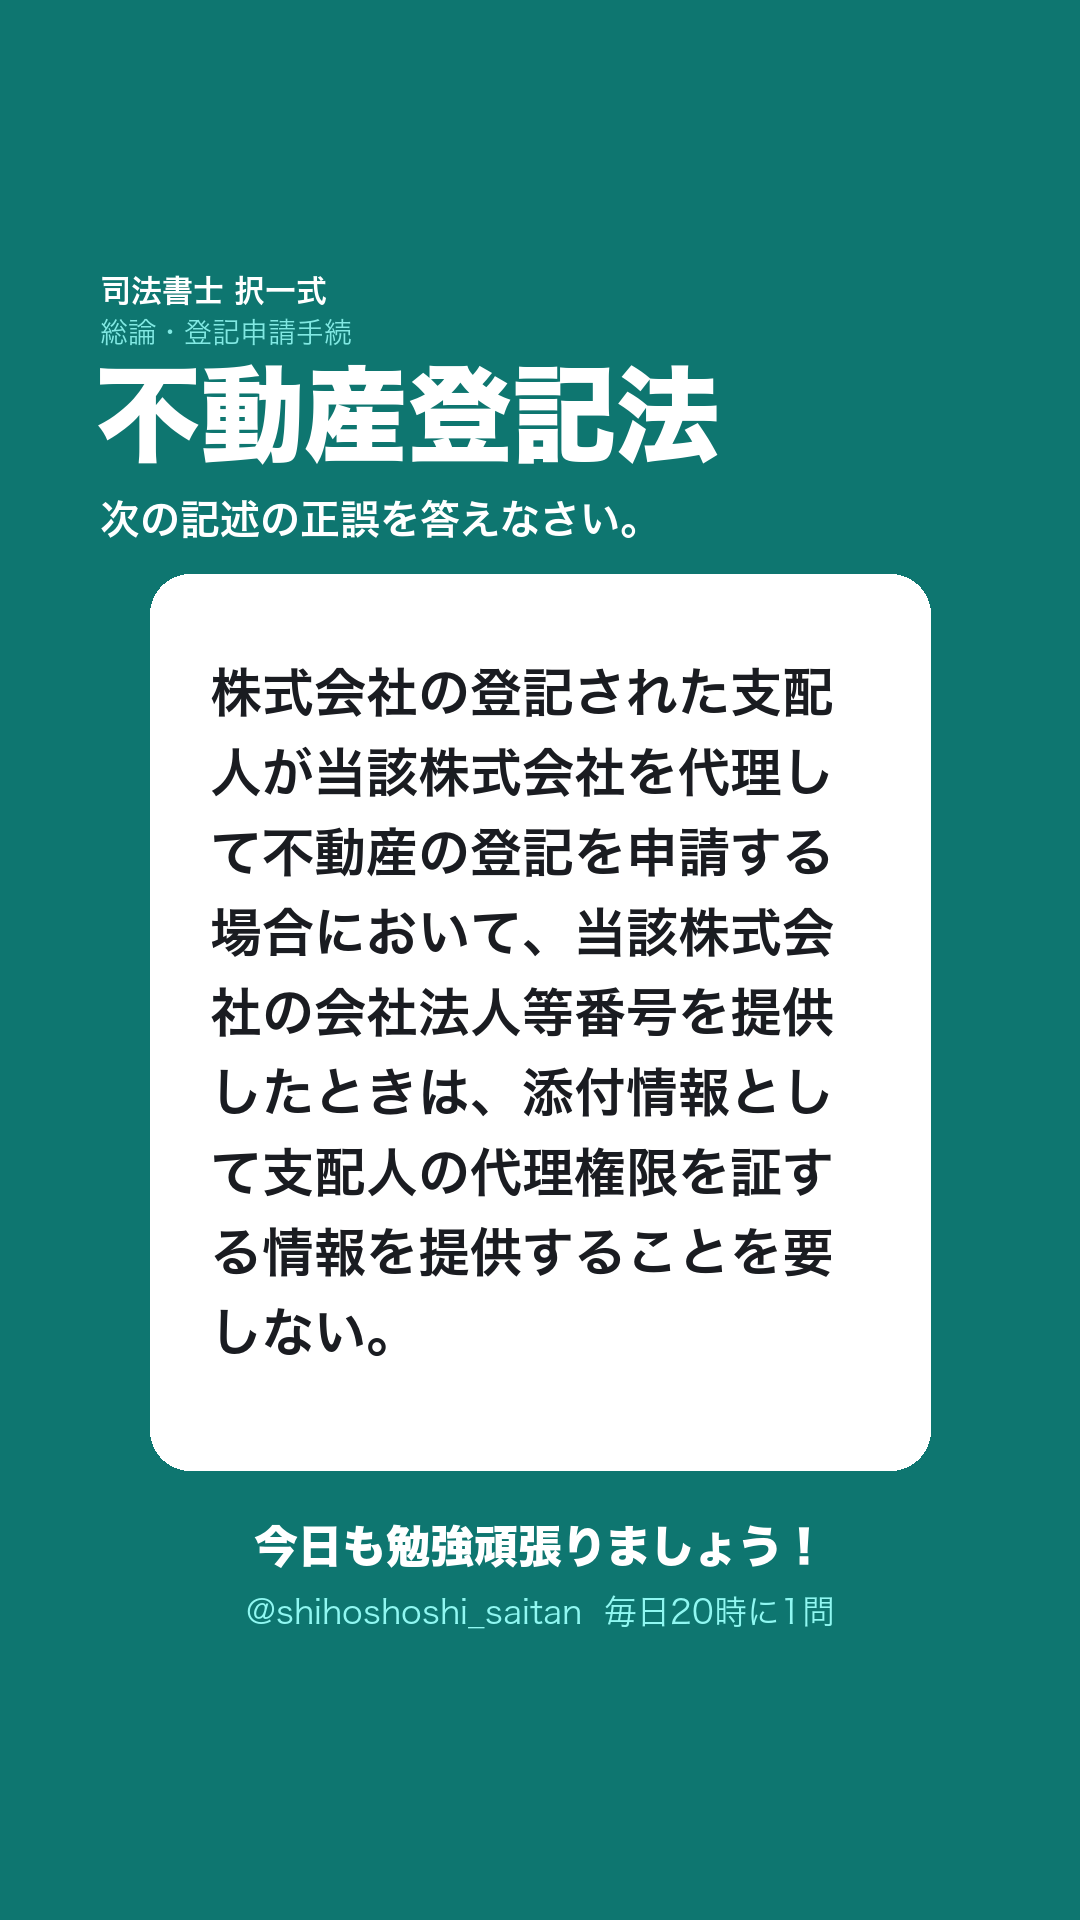 司法書士 択一式
総論・登記申請手続
不動産登記法
次の記述の正誤を答えなさい。
株式会社の登記された支配
人が当該株式会社を代理し
て不動産の登記を申請する
場合において、当該株式会
社の会社法人等番号を提供
したときは、添付情報とし
て支配人の代理権限を証す
る情報を提供することを要
しない。
今日も勉強頑張りましょう！
@shihoshoshi_saitan 毎日20時に1問